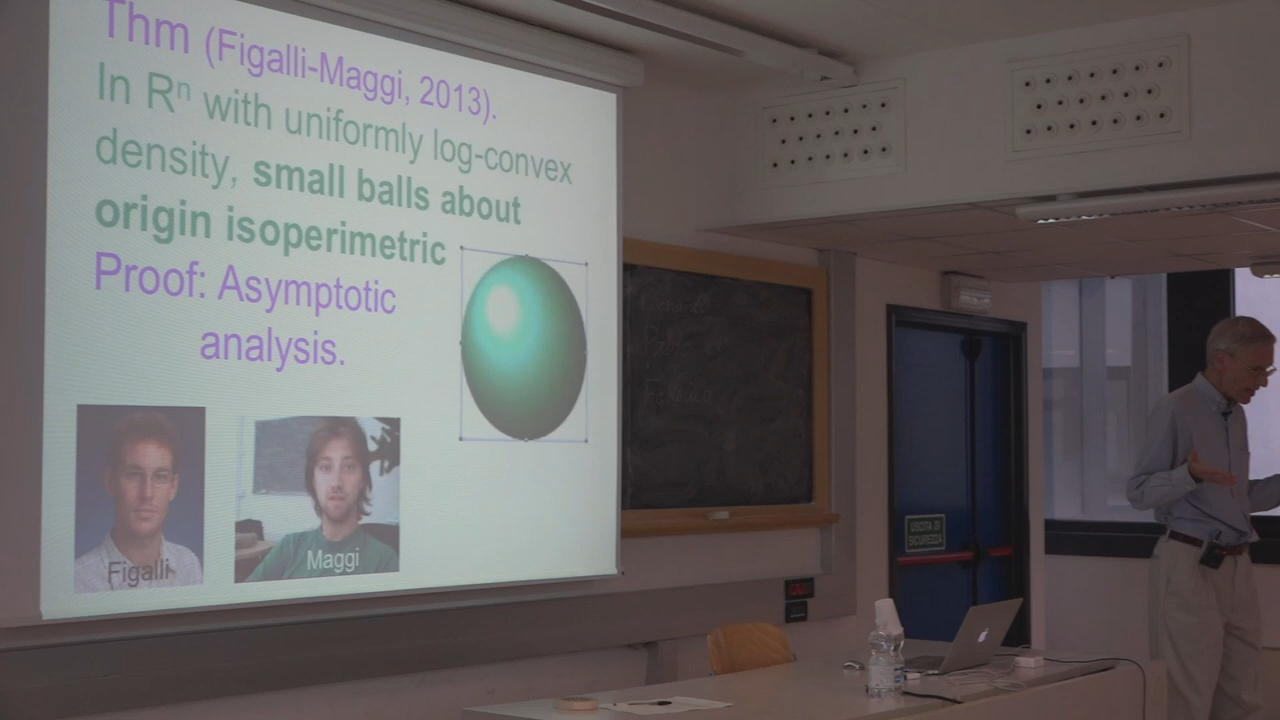 Thm (Figalli-Maggi, 2013).
In Rⁿ with uniformly log-convex
density, small balls about
origin isoperimetric
Proof: Asymptotic
analysis.
Figalli
Maggi
USCITA DI
SICUREZZA